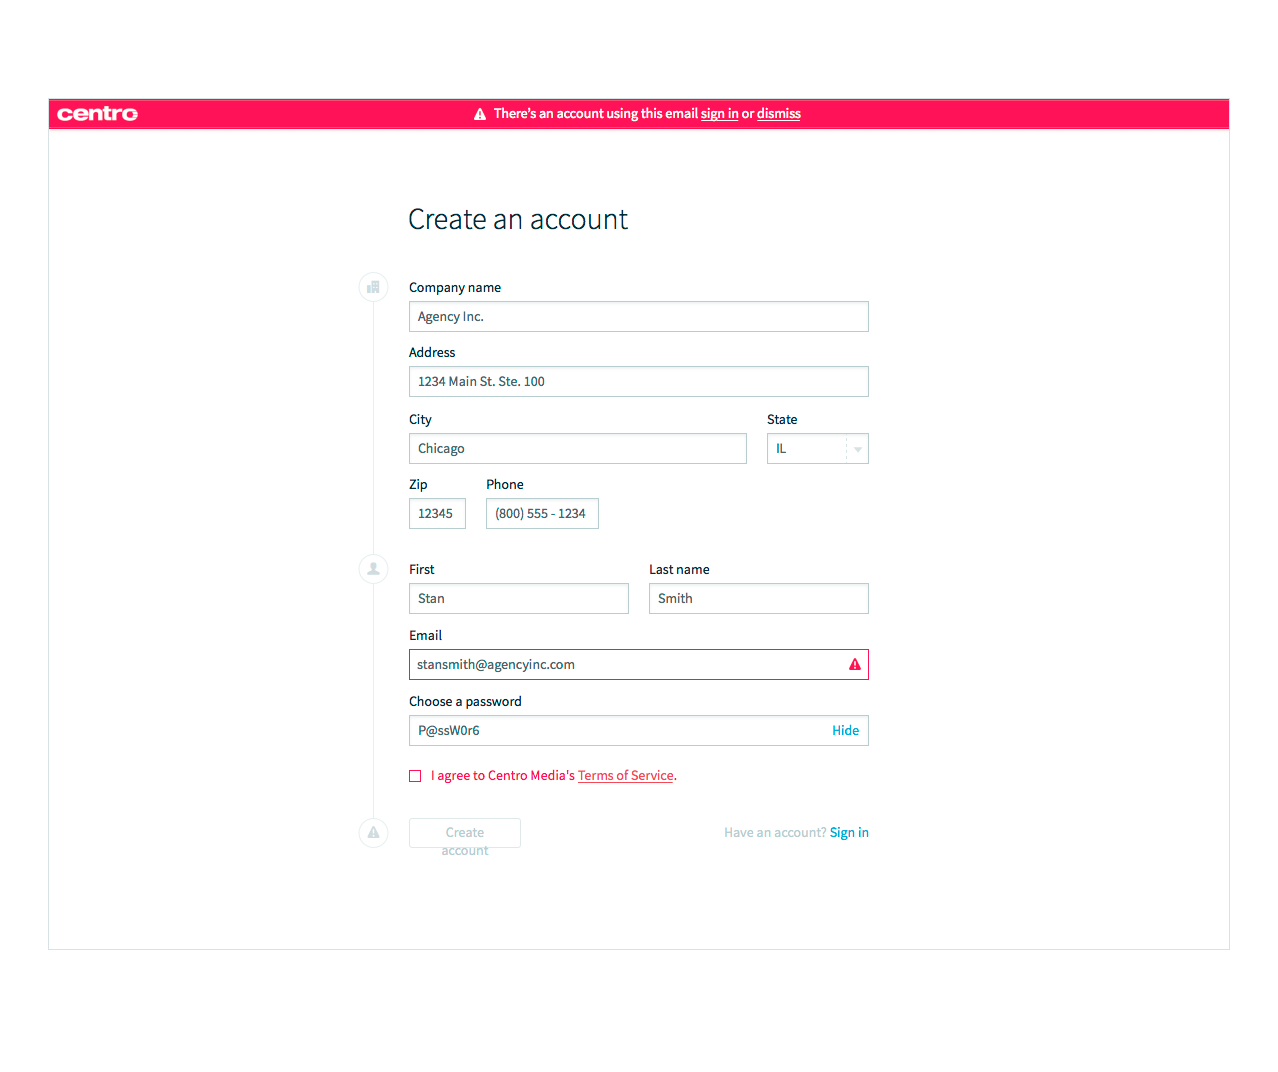 centro
There's an account using this email sign in or dismiss
Create an account
Company name
Agency Inc.
Address
1234 Main St. Ste. 100
City State
Chicago IL
Zip Phone
12345 (800) 555 - 1234
First Last name
Stan Smith
Email
stansmith@agencyinc.com
Choose a password
P@ssW0r6 Hide
I agree to Centro Media's Terms of Service.
Create Have an account? Sign in
account